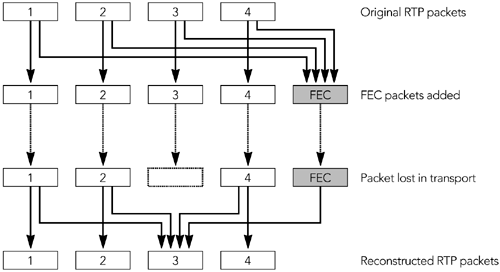 1 2 3 4 Original RTP packets
1 2 3 4 FEC FEC packets added
1 2 4 FEC Packet lost in transport
1 2 3 4 Reconstructed RTP packets